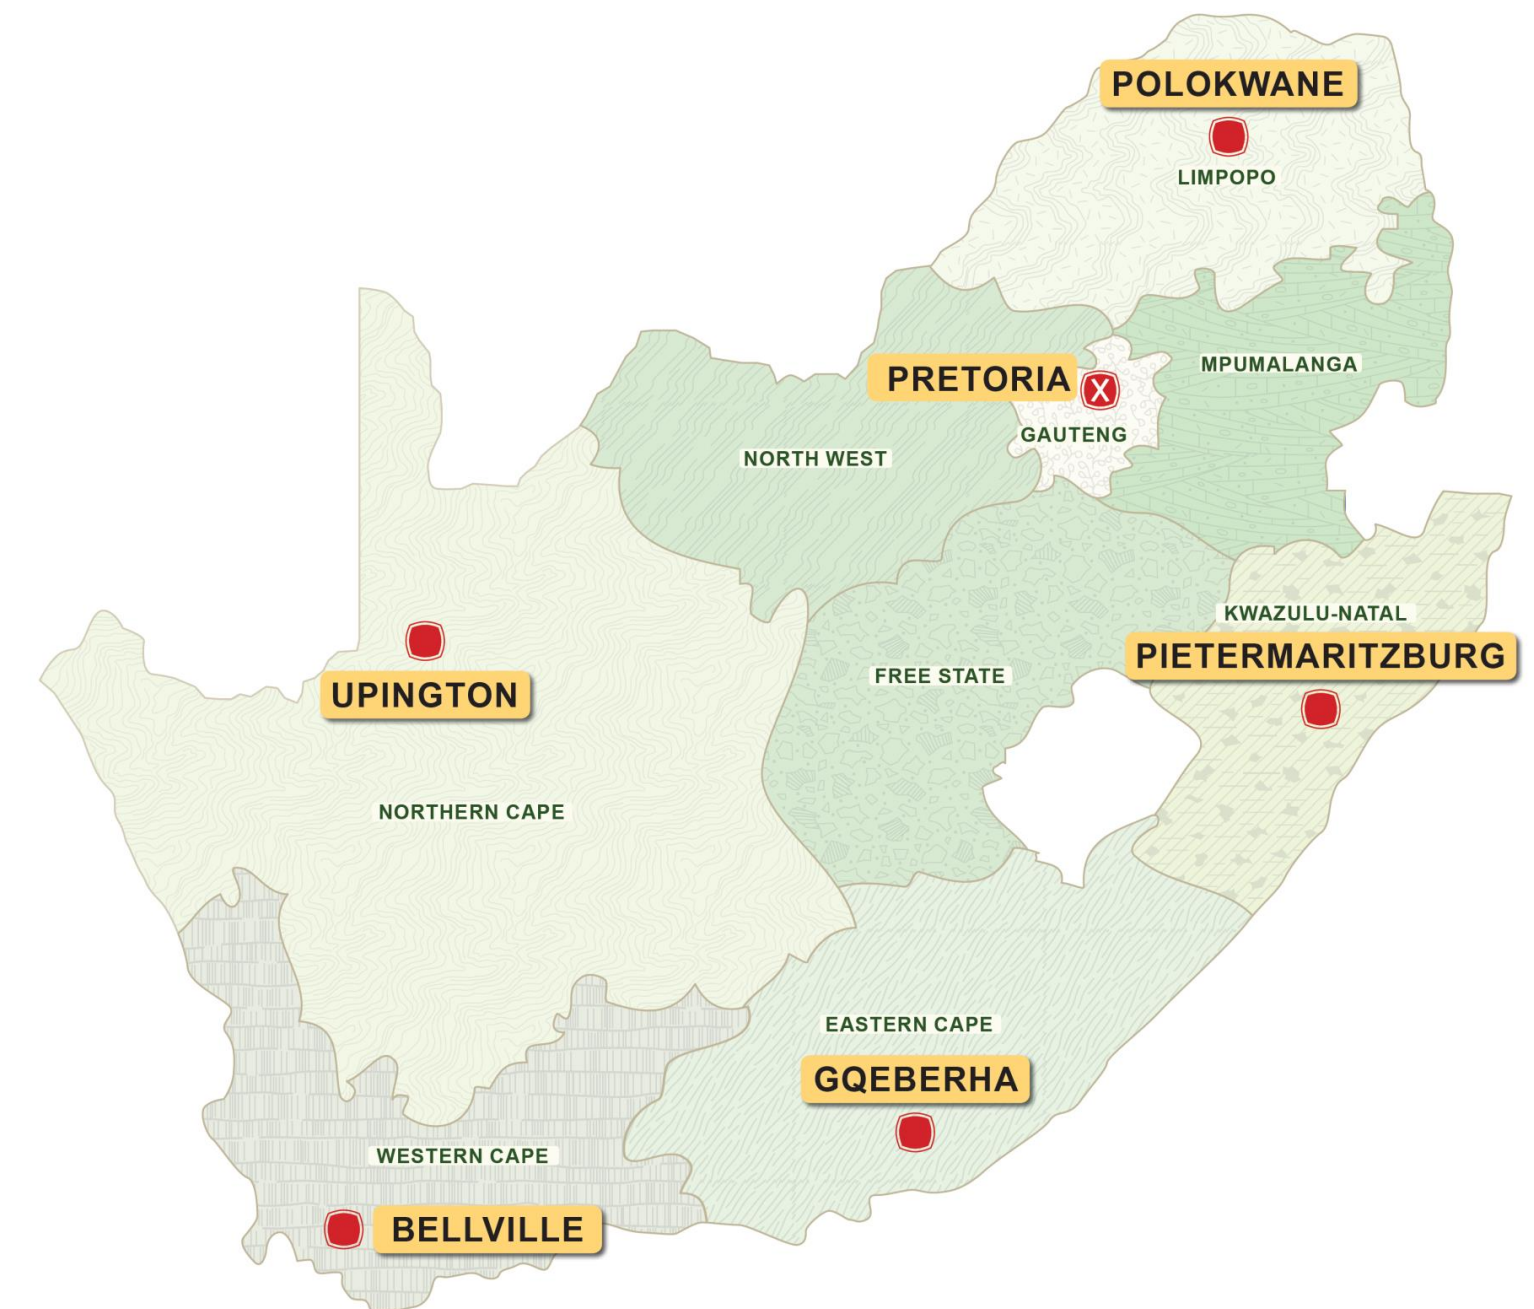 POLOKWANE
LIMPOPO
MPUMALANGA
PRETORIA
X
GAUTENG
NORTH WEST
KWAZULU-NATAL
PIETERMARITZBURG
FREE STATE
UPINGTON
NORTHERN CAPE
EASTERN CAPE
GQEBERHA
WESTERN CAPE
BELLVILLE